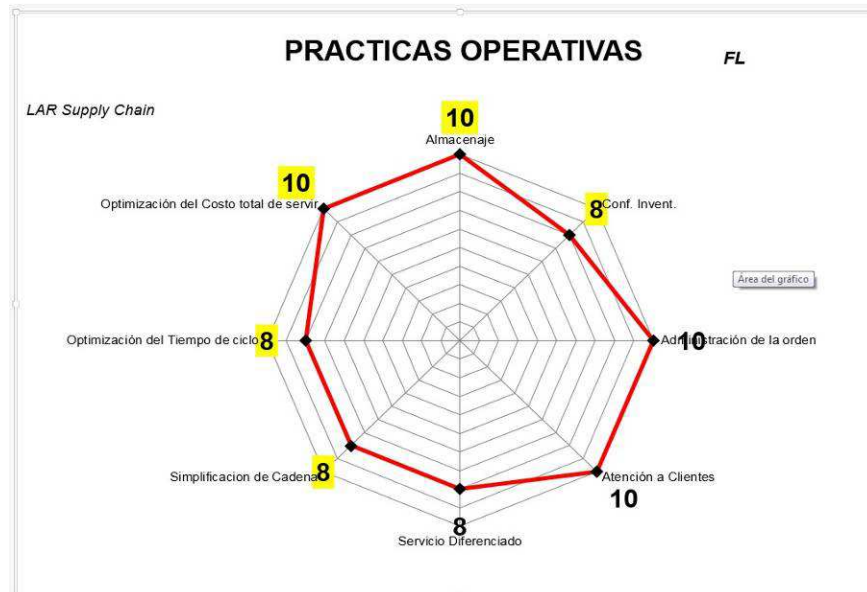 PRACTICAS OPERATIVAS
FL
LAR Supply Chain
10
Almacenaje
10
Optimización del Costo total de servir
8
Conf. Invent.
Área del gráfico
Optimización del Tiempo de ciclo
8
10
Administración de la orden
Simplificacion de Cadena
8
Atención a Clientes
10
8
Servicio Diferenciado